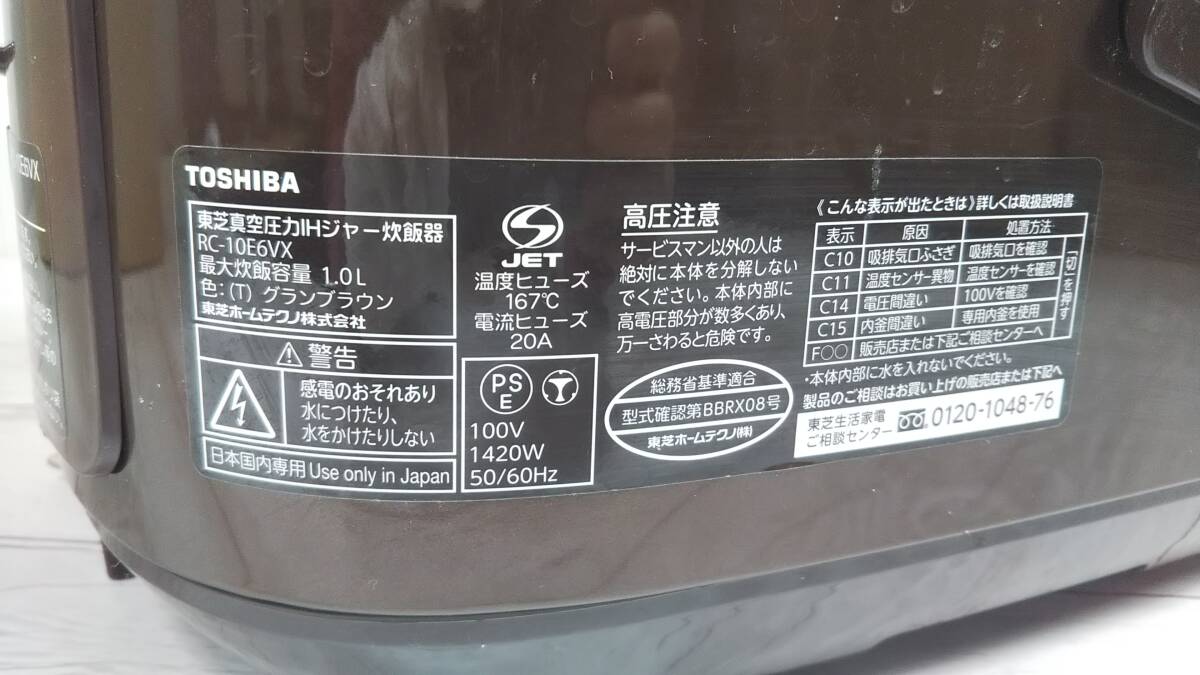 TOSHIBA
東芝真空圧力IHジャー炊飯器
RC-10E6VX
最大炊飯容量 1.0L
色:(T) グランブラウン
東芝ホームテクノ株式会社
警告
感電のおそれあり
水につけたり、
水をかけたりしない
日本国内専用 Use only in Japan
JET
温度ヒューズ
167℃
電流ヒューズ
20A
PS
E
100V
1420W
50/60Hz
高圧注意
サービスマン以外の人は
絶対に本体を分解しない
でください。本体内部に
高電圧部分が数多くあり、
万一さわると危険です。
総務省基準適合
型式確認第BBRX08号
東芝ホームテクノ(株)
《こんな表示が出たときは》詳しくは取扱説明書
表示 原因 処置方法
C10 吸排気口ふさぎ 吸排気口を確認
C11 温度センサー異物 温度センサーを確認
C14 電圧間違い 100Vを確認
C15 内釜間違い 専用内釜を使用
「切」を押す
F○○ 販売店または下記ご相談センターへ
・本体内部に水を入れないでください。
製品のご相談はお買い上げの販売店または下記へ
東芝生活家電
ご相談センター 0120-1048-76
10E6VX